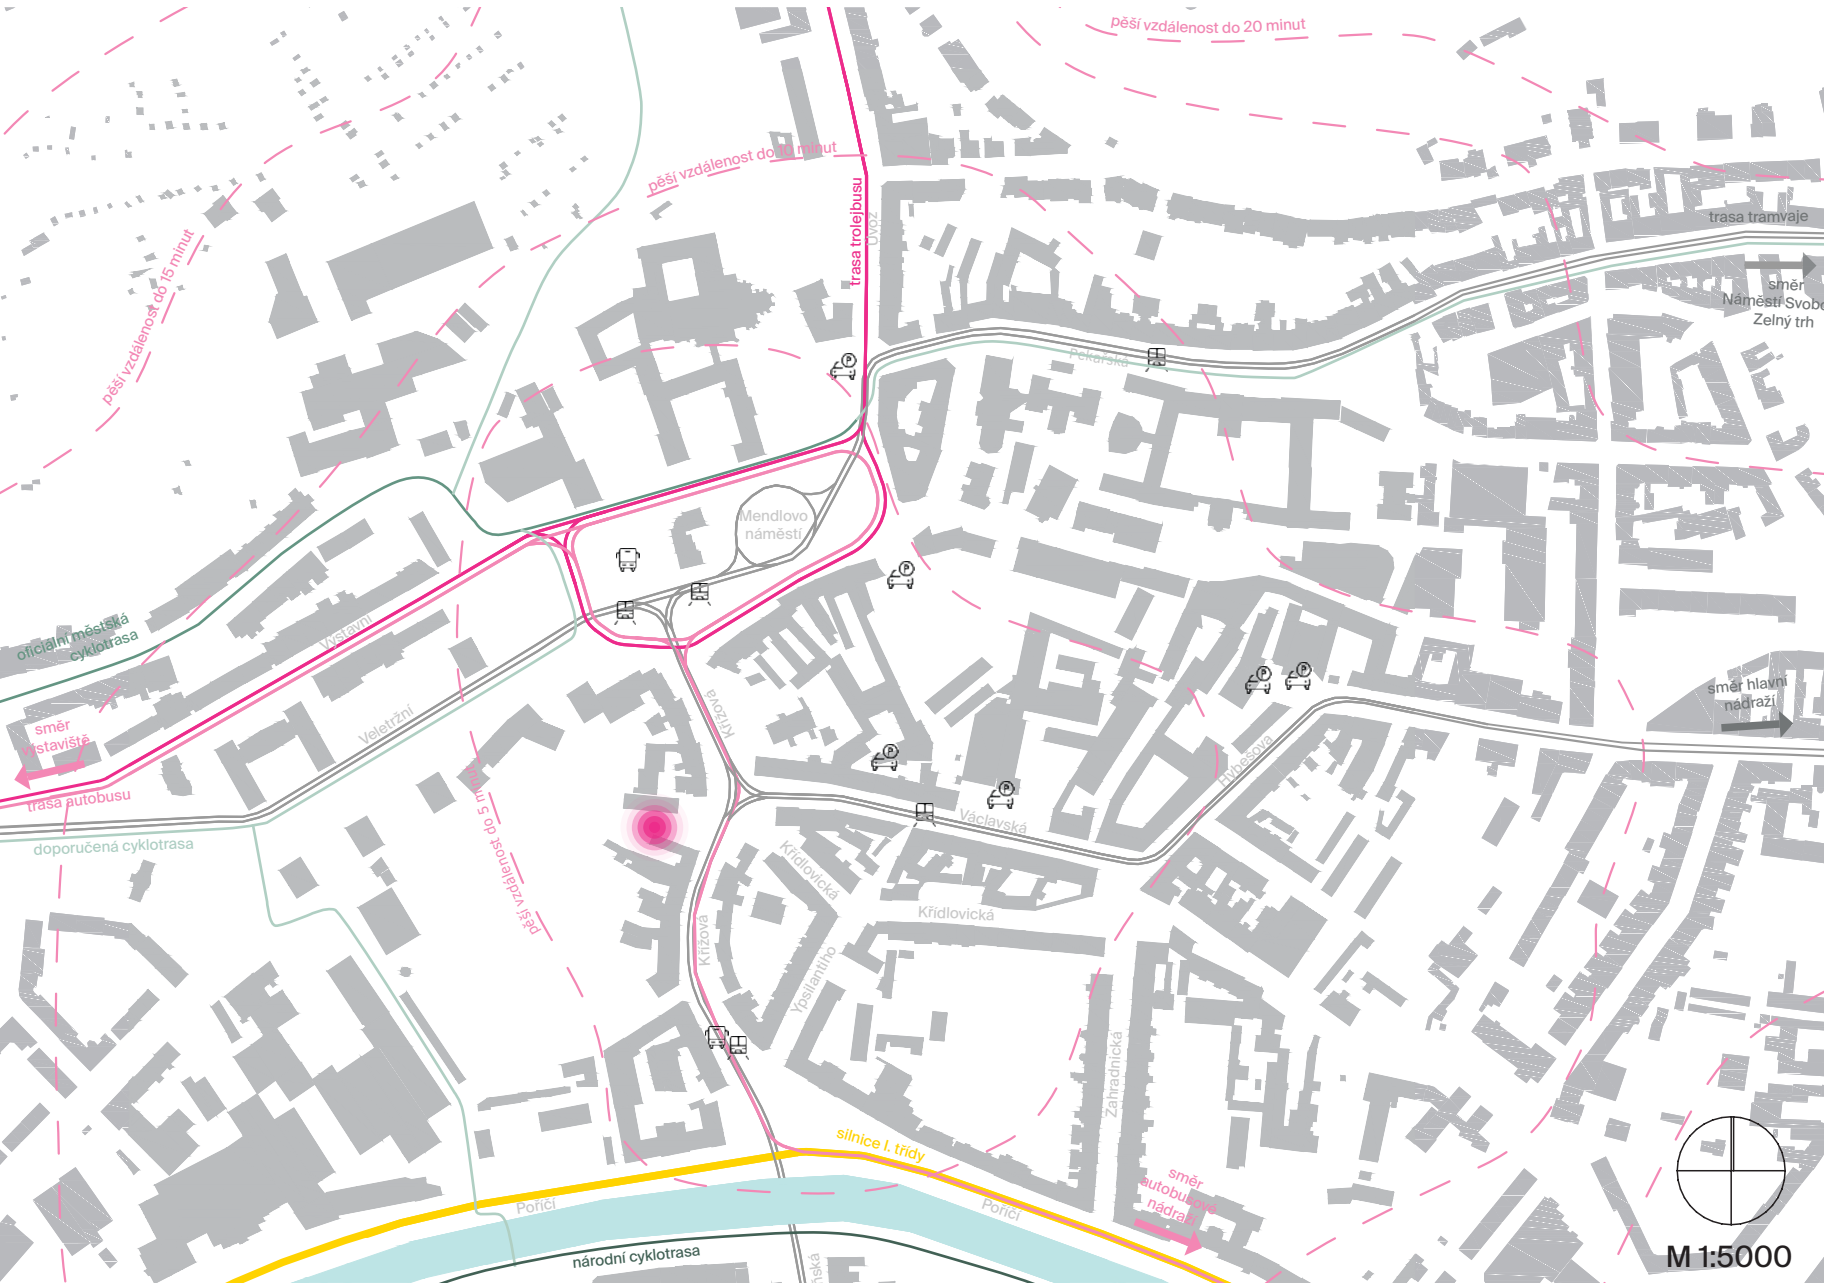 pěší vzdálenost do 20 minut
pěší vzdálenost do 10 minut
trasa trolejbusu
Úvoz
trasa tramvaje
směr
Náměstí Svobo
Zelný trh
pěší vzdálenost do 15 minut
Pekařská
Mendlovo
náměstí
oficiální městská
cyklotrasa
Výstavní
směr
výstaviště
trasa autobusu
doporučená cyklotrasa
Veletržní
Křížová
směr hlavní
nádraží
Hybešova
Václavská
pěší vzdálenost do 5 minut
Křídlovická
Křídlovická
Křížová
Ypsilantiho
Zahradnická
silnice I. třídy
Poříčí
Poříčí
směr
autobusové
nádraží
národní cyklotrasa
ňská
M 1:5000
P
P
P
P
P
P